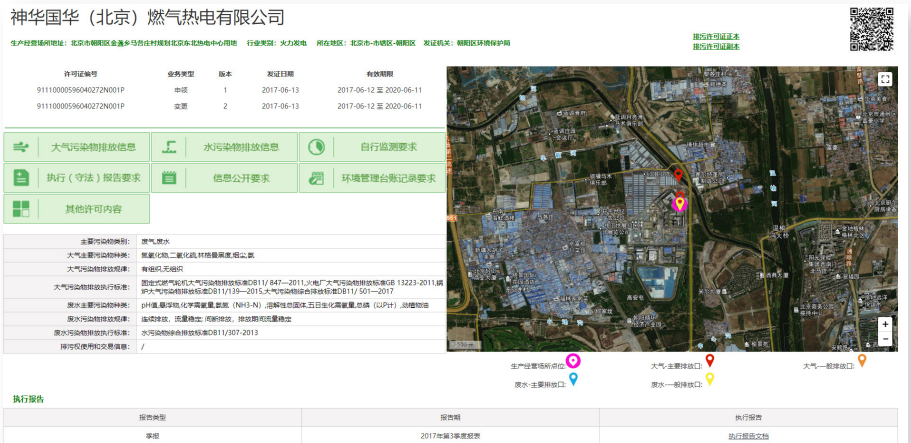 神华国华（北京）燃气热电有限公司
生产经营场所地址：北京市朝阳区金盏乡马各庄村规划北京东北热电中心用地 行业类别：火力发电 所在地区：北京市-市辖区-朝阳区 发证机关：朝阳区环境保护局
排污许可证正本
排污许可证副本
许可证编号 业务类型 版本 发证日期 有效期限
91110000596040272N001P 申领 1 2017-06-13 2017-06-12 至 2020-06-11
91110000596040272N001P 变更 2 2017-06-13 2017-06-12 至 2020-06-11
大气污染物排放信息 水污染物排放信息 自行监测要求
执行（守法）报告要求 信息公开要求 环境管理台账记录要求
其他许可内容
主要污染物类别： 废气,废水
大气主要污染物种类： 氮氧化物,二氧化硫,林格曼黑度,烟尘,氨
大气污染物排放规律： 有组织,无组织
大气污染物排放执行标准： 固定式燃气轮机大气污染物排放标准DB11/ 847—2011,火电厂大气污染物排放标准GB 13223-2011,锅
炉大气污染物排放标准DB11/139—2015,大气污染物综合排放标准DB11/ 501—2017
废水主要污染物种类： pH值,悬浮物,化学需氧量,氨氮（NH3-N）,溶解性总固体,五日生化需氧量,总磷（以P计）,动植物油
废水污染物排放规律： 连续排放，流量稳定; 间断排放，排放期间流量稳定
废水污染物排放执行标准： 水污染物综合排放标准DB11/307-2013
排污权使用和交易信息： /
+
−
生产经营场所点位: 大气-主要排放口: 大气-一般排放口:
废水-主要排放口: 废水-一般排放口:
执行报告
报告类型 报告期 执行报告
季报 2017年第3季度报表 执行报告文档